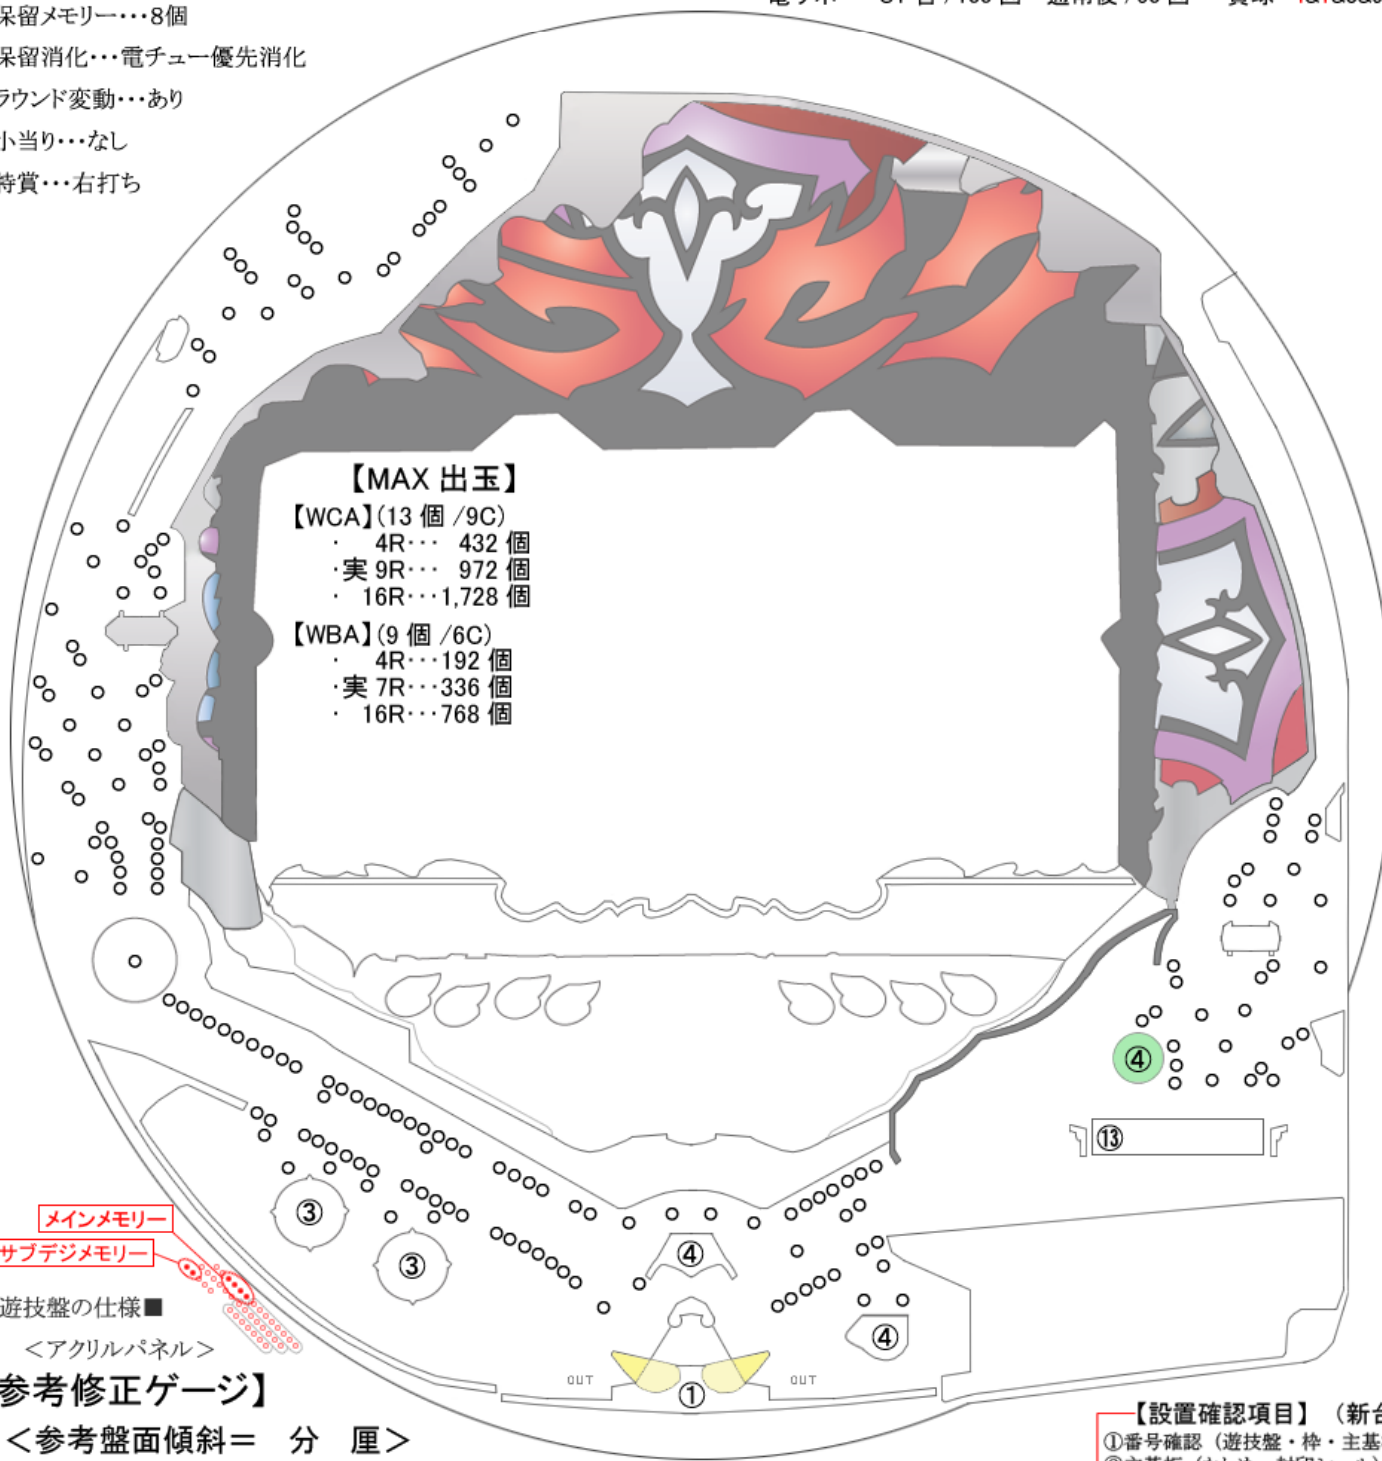 保留メモリー･･･8個
保留消化･･･電チュー優先消化
ラウンド変動･･･あり
小当り･･･なし
特賞･･･右打ち
【MAX 出玉】
【WCA】(13 個 /9C)
･ 4R･･･ 432 個
･実 9R･･･ 972 個
･ 16R･･･1,728 個
【WBA】(9 個 /6C)
･ 4R･･･192 個
･実 7R･･･336 個
･ 16R･･･768 個
④
⑬
③
③
④
④
メインメモリー
サブデジメモリー
遊技盤の仕様■
＜アクリルパネル＞
参考修正ゲージ】
＜参考盤面傾斜＝ 分 厘＞
OUT
OUT
①
【設置確認項目】（新台
①番号確認（遊技盤・枠・主基